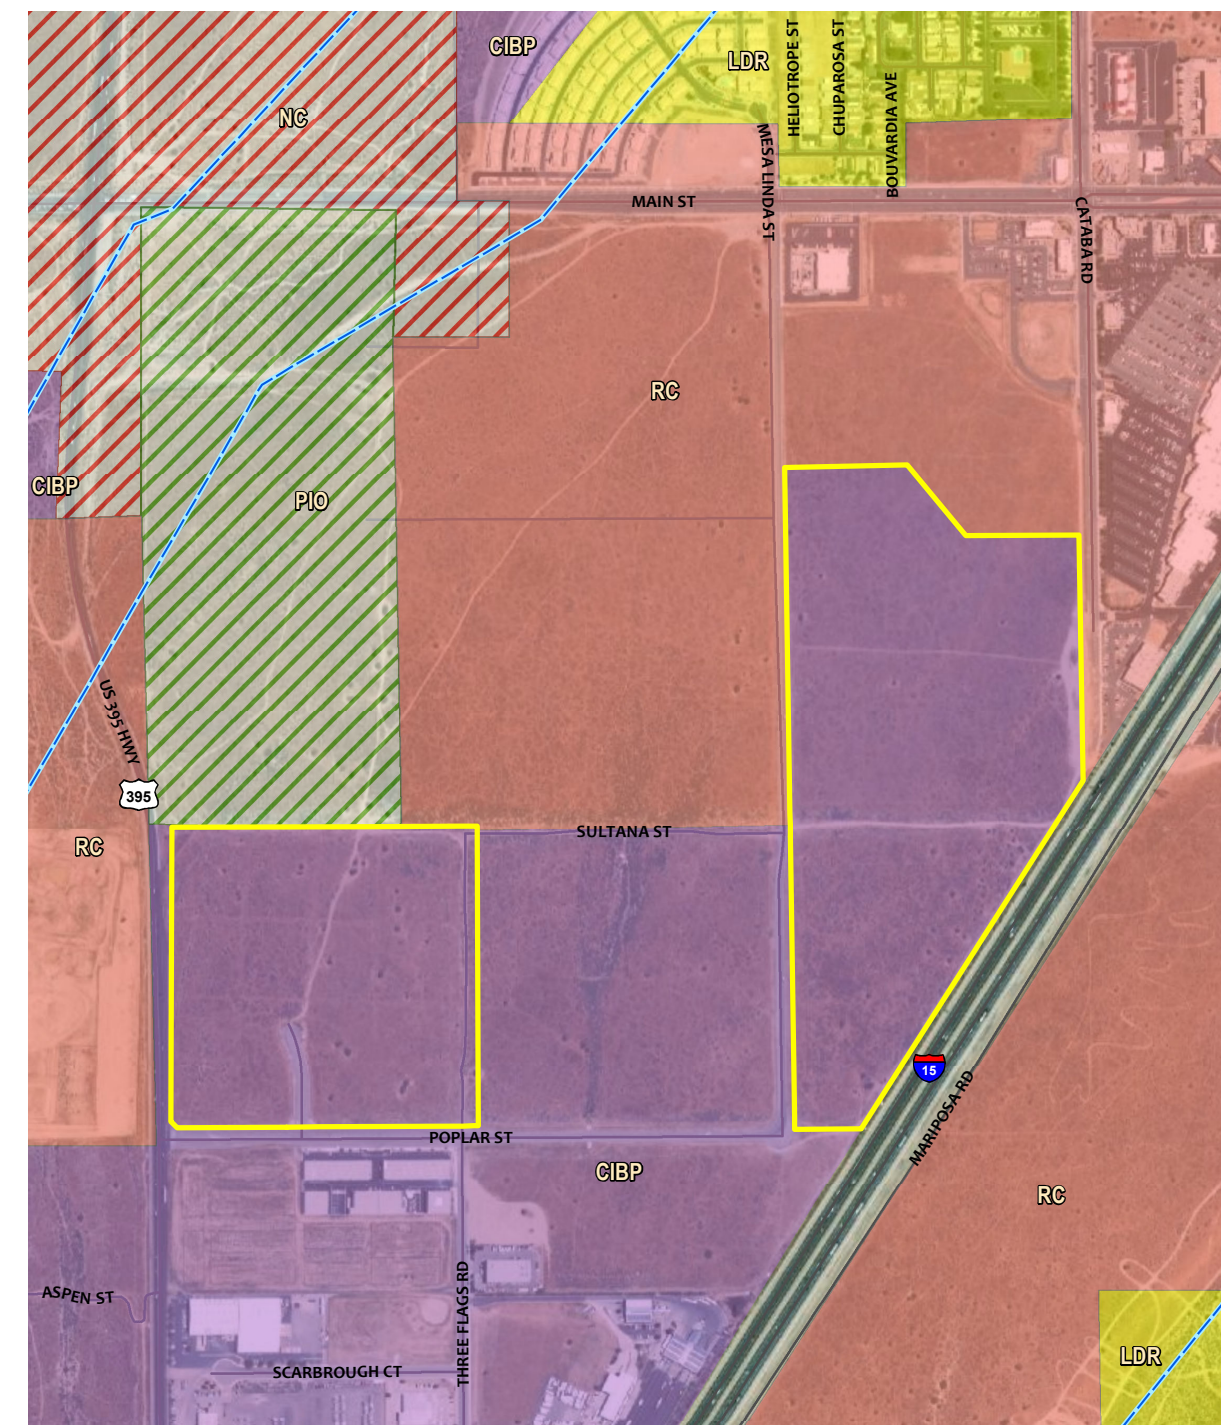 CIBP
LDR
HELIOTROPE ST
CHUPAROSA ST
BOUVARDIA AVE
NC
MESA LINDA ST
MAIN ST
CATABA RD
RC
CIBP
PIO
US 395 HWY
395
RC
SULTANA ST
15
MARIPOSA RD
POPLAR ST
CIBP
RC
ASPEN ST
THREE FLAGS RD
LDR
SCARBROUGH CT